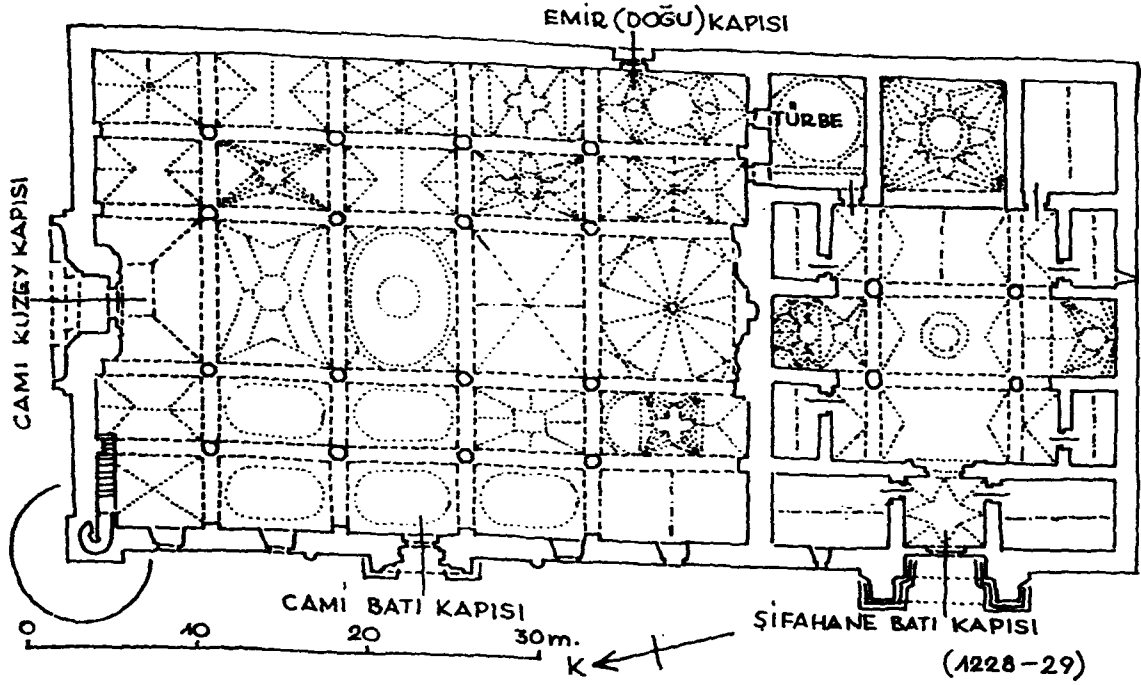 EMİR (DOĞU) KAPISI
TÜRBE
CAMİ KUZEY KAPISI
CAMİ BATI KAPISI
ŞİFAHANE BATI KAPISI
(1228-29)
0 10 20 30 m.
K